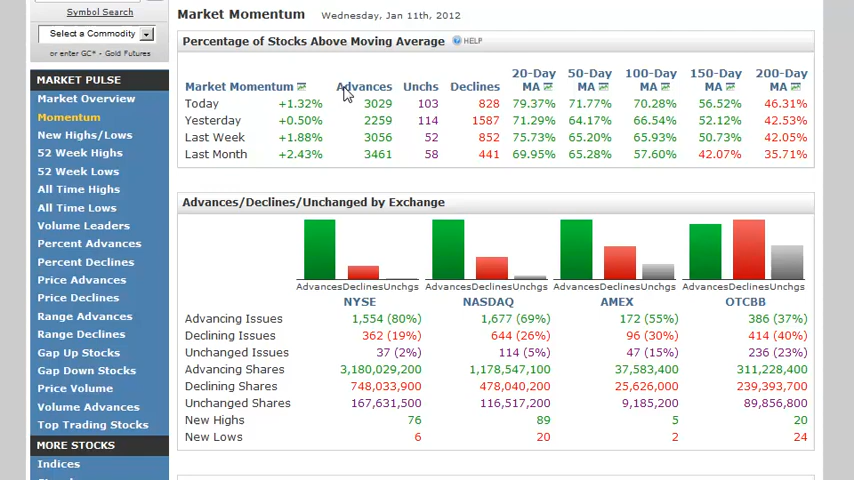 Symbol Search
Select a Commodity
or enter GC* - Gold Futures
MARKET PULSE
Market Overview
Momentum
New Highs/Lows
52 Week Highs
52 Week Lows
All Time Highs
All Time Lows
Volume Leaders
Percent Advances
Percent Declines
Price Advances
Price Declines
Range Advances
Range Declines
Gap Up Stocks
Gap Down Stocks
Price Volume
Volume Advances
Top Trading Stocks
MORE STOCKS
Indices
Market Momentum Wednesday, Jan 11th, 2012
Percentage of Stocks Above Moving Average HELP
Market Momentum Advances Unchs Declines 20-Day MA 50-Day MA 100-Day MA 150-Day MA 200-Day MA
Today +1.32% 3029 103 828 79.37% 71.77% 70.28% 56.52% 46.31%
Yesterday +0.50% 2259 114 1587 71.29% 64.17% 66.54% 52.12% 42.53%
Last Week +1.88% 3056 52 852 75.73% 65.20% 65.93% 50.73% 42.05%
Last Month +2.43% 3461 58 441 69.95% 65.28% 57.60% 42.07% 35.71%
Advances/Declines/Unchanged by Exchange
Advances Declines Unchgs Advances Declines Unchgs Advances Declines Unchgs Advances Declines Unchgs
NYSE NASDAQ AMEX OTCBB
Advancing Issues 1,554 (80%) 1,677 (69%) 172 (55%) 386 (37%)
Declining Issues 362 (19%) 644 (26%) 96 (30%) 414 (40%)
Unchanged Issues 37 (2%) 114 (5%) 47 (15%) 236 (23%)
Advancing Shares 3,180,029,200 1,178,547,100 37,583,400 311,228,400
Declining Shares 748,033,900 478,040,200 25,626,000 239,393,700
Unchanged Shares 167,631,500 116,517,200 9,185,200 89,856,800
New Highs 76 89 5 20
New Lows 6 20 2 24